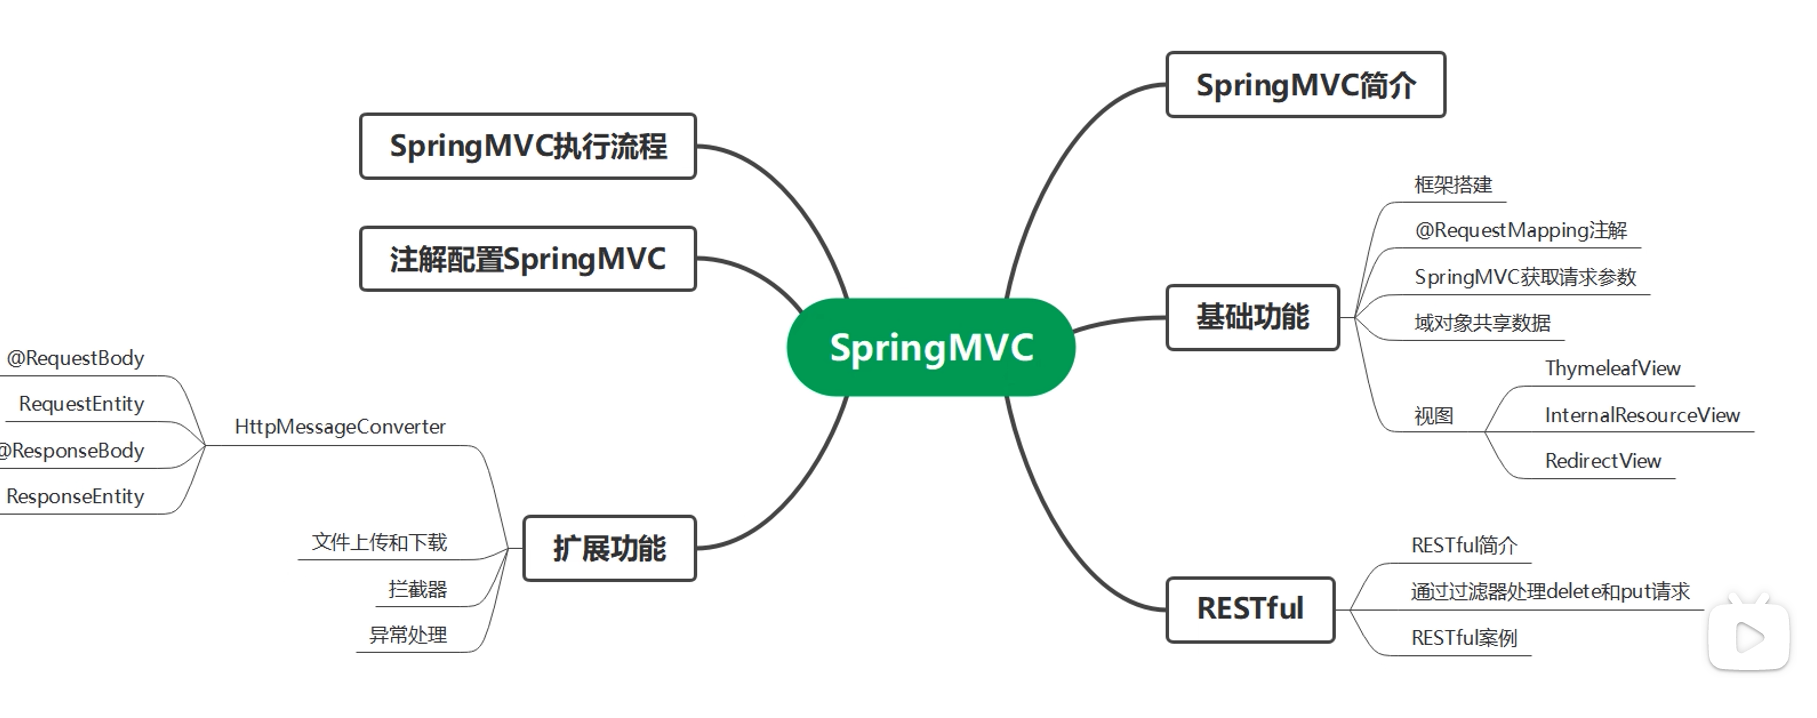 SpringMVC
SpringMVC简介
基础功能
框架搭建
@RequestMapping注解
SpringMVC获取请求参数
域对象共享数据
视图
ThymeleafView
InternalResourceView
RedirectView
RESTful
RESTful简介
通过过滤器处理delete和put请求
RESTful案例
SpringMVC执行流程
注解配置SpringMVC
扩展功能
HttpMessageConverter
@RequestBody
RequestEntity
@ResponseBody
ResponseEntity
文件上传和下载
拦截器
异常处理